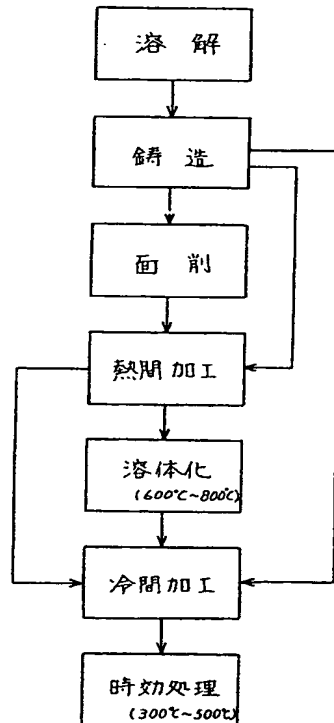 溶解
鋳造
面削
熱間加工
溶体化
(600℃~800℃)
冷間加工
時効処理
(300℃~500℃)